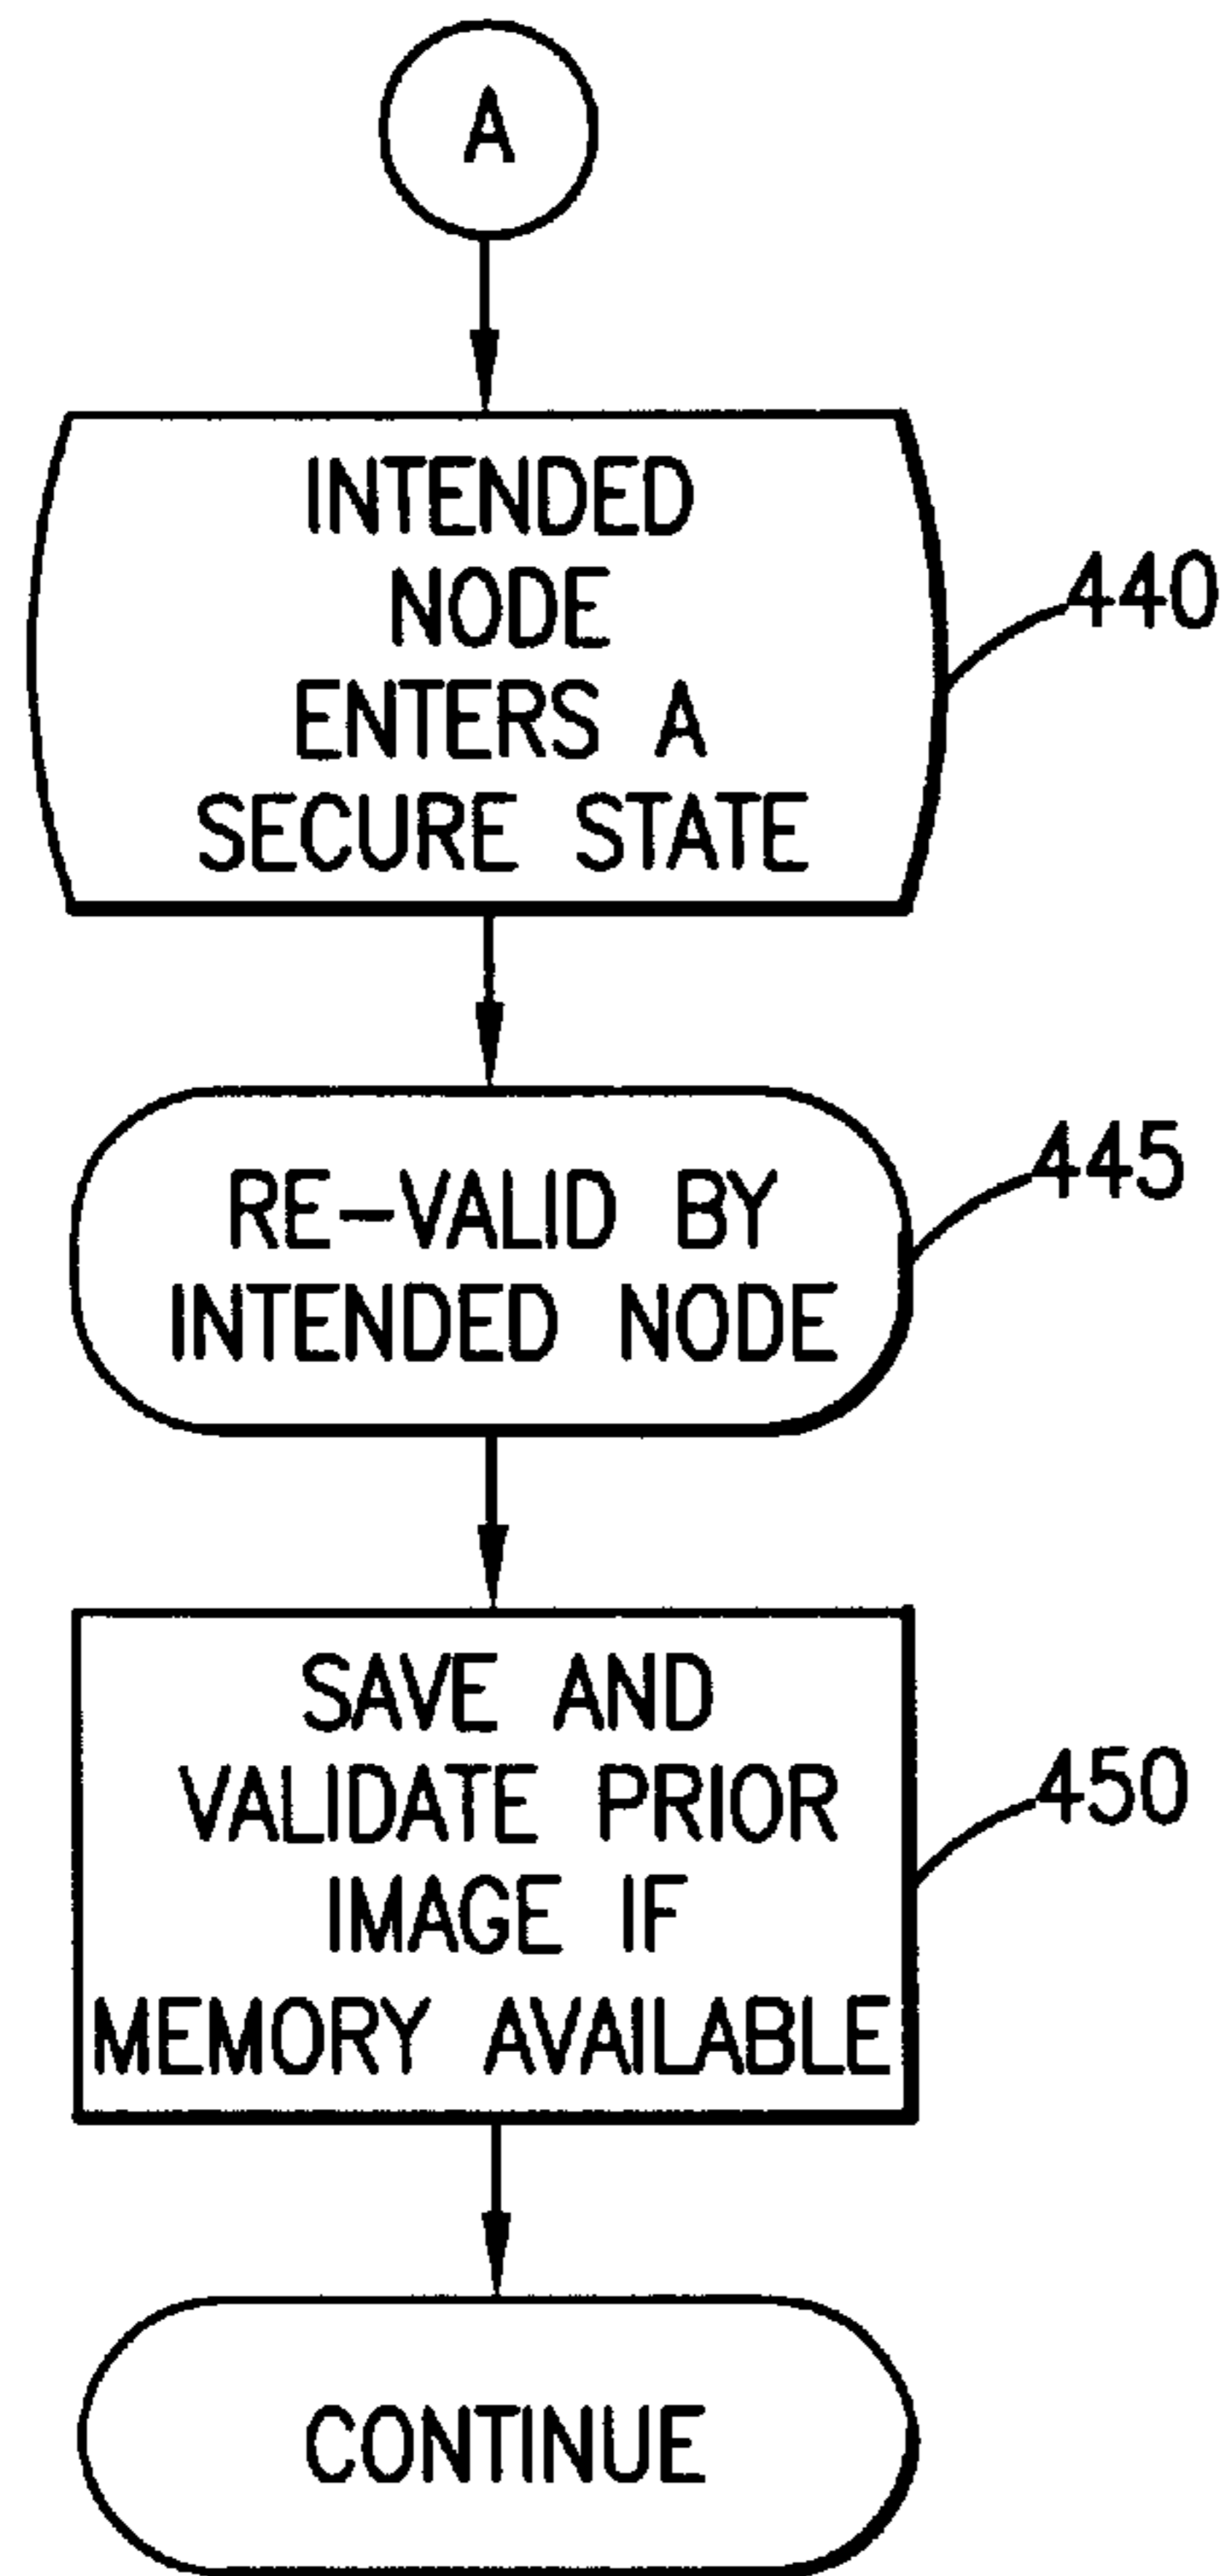 A
INTENDED
NODE
ENTERS A
SECURE STATE
440
RE-VALID BY
INTENDED NODE
445
SAVE AND
VALIDATE PRIOR
IMAGE IF
MEMORY AVAILABLE
450
CONTINUE